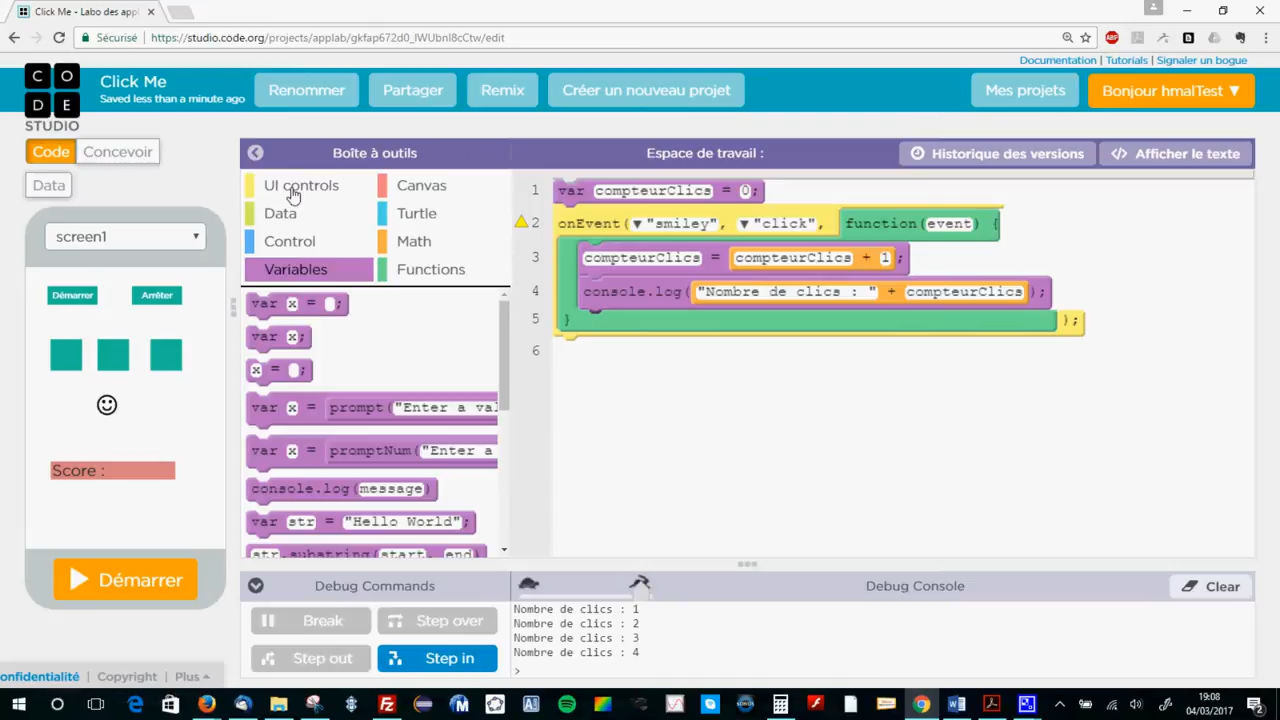 Click Me - Labo des app
Sécurisé
https://studio.code.org/projects/applab/gkfap672d0_IWUbnI8cCtw/edit
Documentation
Tutorials
Signaler un bogue
C O
D E
STUDIO
Click Me
Saved less than a minute ago
Renommer
Partager
Remix
Créer un nouveau projet
Mes projets
Bonjour hmalTest ▼
Code
Concevoir
Data
screen1
Démarrer
Arrêter
Score :
Démarrer
Boîte à outils
UI controls
Canvas
Data
Turtle
Control
Math
Variables
Functions
var x = ;
var x;
x = ;
var x = prompt("Enter a val
var x = promptNum("Enter a
console.log(message)
var str = "Hello World";
str.substring(start, end)
Espace de travail :
Historique des versions
Afficher le texte
1 var compteurClics = 0;
2 onEvent(▼"smiley", ▼"click", function(event) {
3 compteurClics = compteurClics + 1;
4 console.log("Nombre de clics : " + compteurClics);
5 } );
6
Debug Commands
Break
Step over
Step out
Step in
Debug Console
Clear
Nombre de clics : 1
Nombre de clics : 2
Nombre de clics : 3
Nombre de clics : 4
>
onfidentialité
Copyright
Plus
19:08
04/03/2017